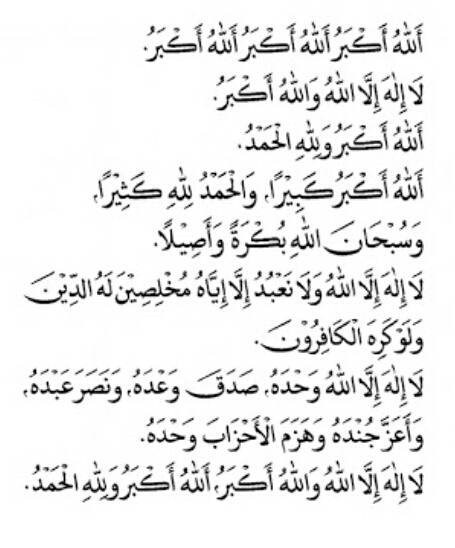 اَللهُ أَكْبَرُ اَللهُ أَكْبَرُ اَللهُ أَكْبَرُ.
لَا إِلٰهَ إِلَّا اللهُ وَاللهُ أَكْبَرُ.
اَللهُ أَكْبَرُ وَلِلّٰهِ الْحَمْدُ.
اَللهُ أَكْبَرُ كَبِيْرًا، وَالْحَمْدُ لِلّٰهِ كَثِيْرًا،
وَسُبْحَانَ اللهِ بُكْرَةً وَأَصِيْلًا.
لَا إِلٰهَ إِلَّا اللهُ وَلَا نَعْبُدُ إِلَّا إِيَّاهُ مُخْلِصِيْنَ لَهُ الدِّيْنَ
وَلَوْكَرِهَ الْكَافِرُوْنَ.
لَا إِلٰهَ إِلَّا اللهُ وَحْدَهُ، صَدَقَ وَعْدَهُ، وَنَصَرَ عَبْدَهُ،
وَأَعَزَّ جُنْدَهُ وَهَزَمَ الْأَحْزَابَ وَحْدَهُ.
لَا إِلٰهَ إِلَّا اللهُ وَاللهُ أَكْبَرُ، اَللهُ أَكْبَرُ وَلِلّٰهِ الْحَمْدُ.